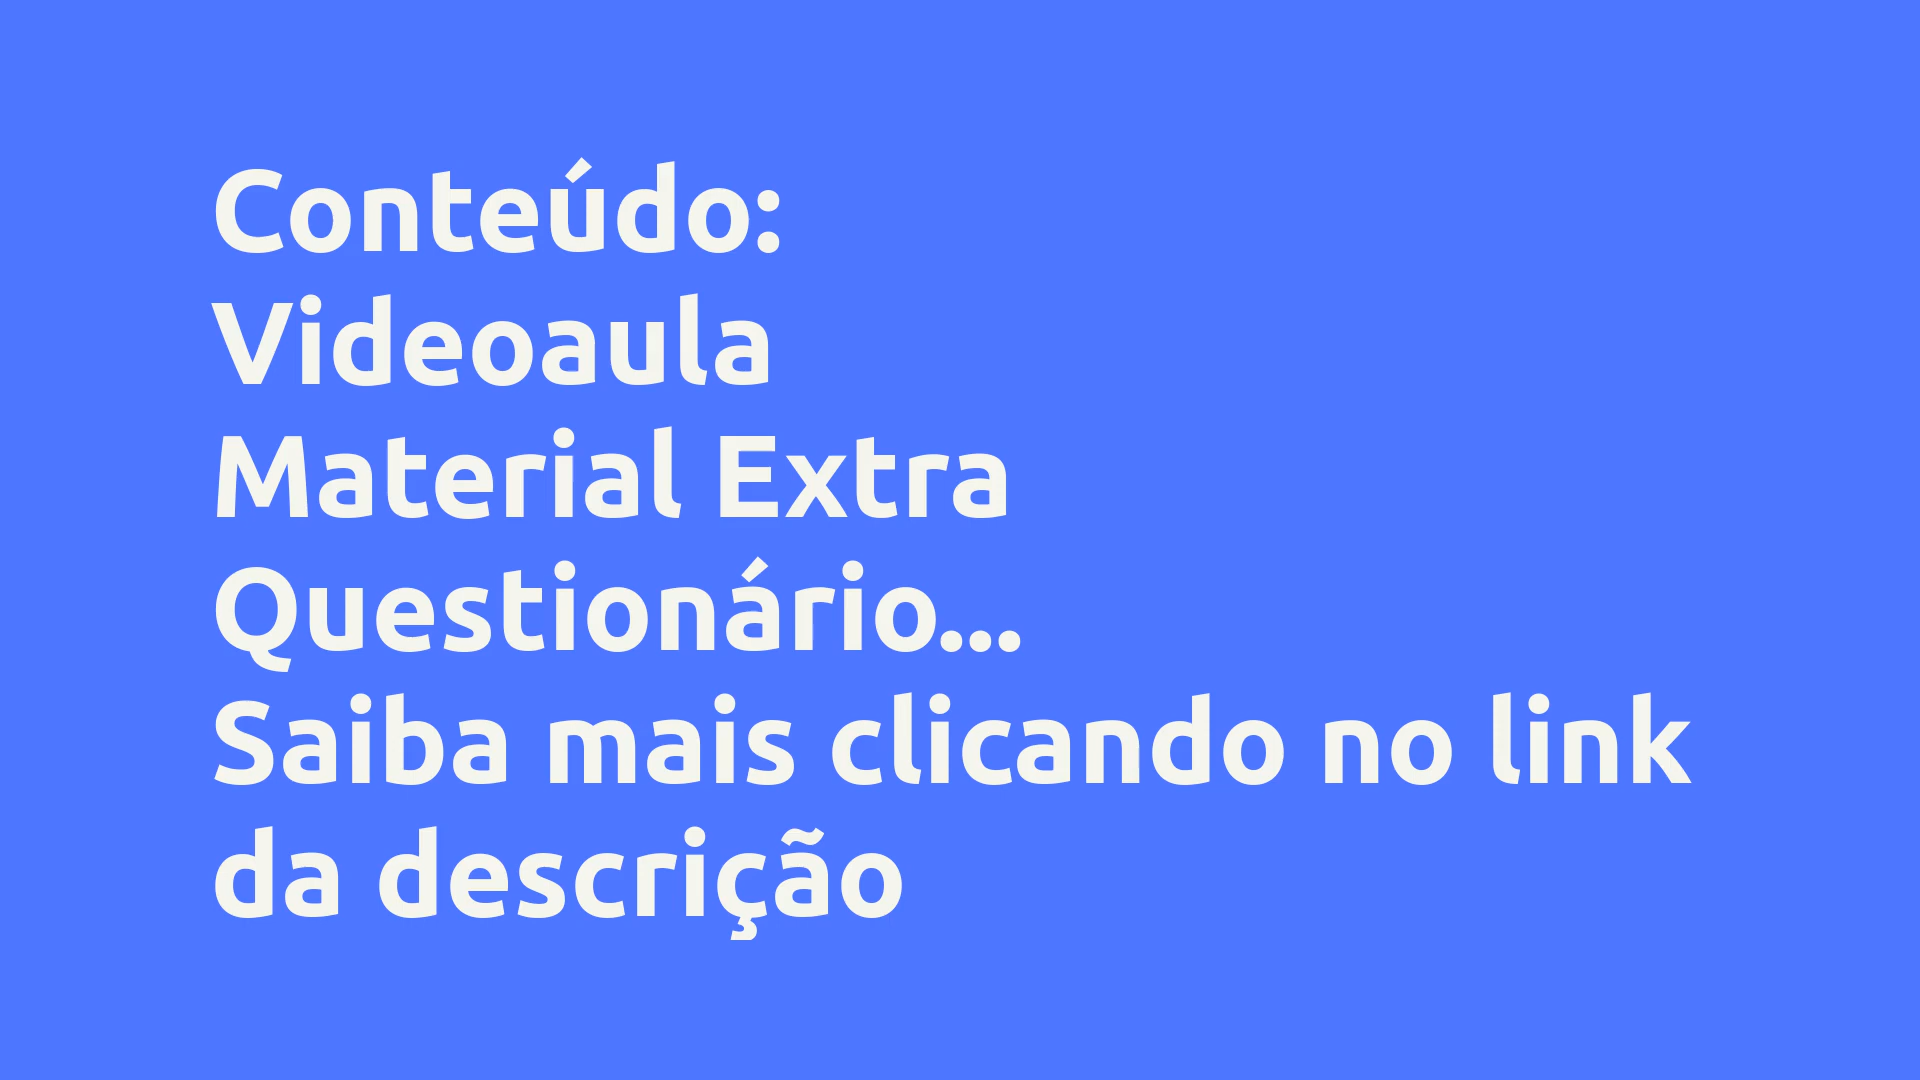 Conteúdo:
Videoaula
Material Extra
Questionário...
Saiba mais clicando no link
da descrição